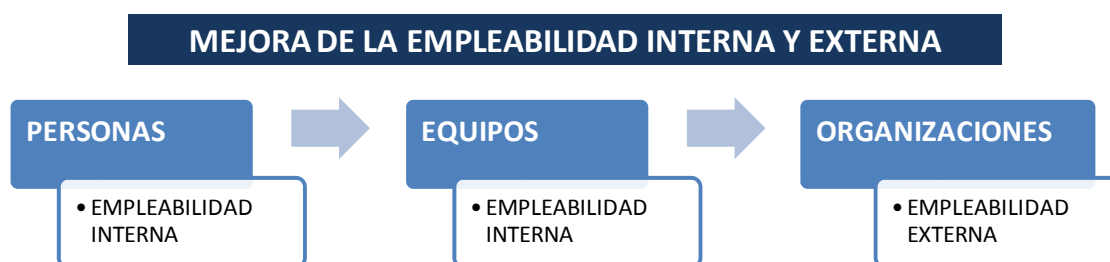 MEJORA DE LA EMPLEABILIDAD INTERNA Y EXTERNA
PERSONAS
• EMPLEABILIDAD
INTERNA
EQUIPOS
• EMPLEABILIDAD
INTERNA
ORGANIZACIONES
• EMPLEABILIDAD
EXTERNA